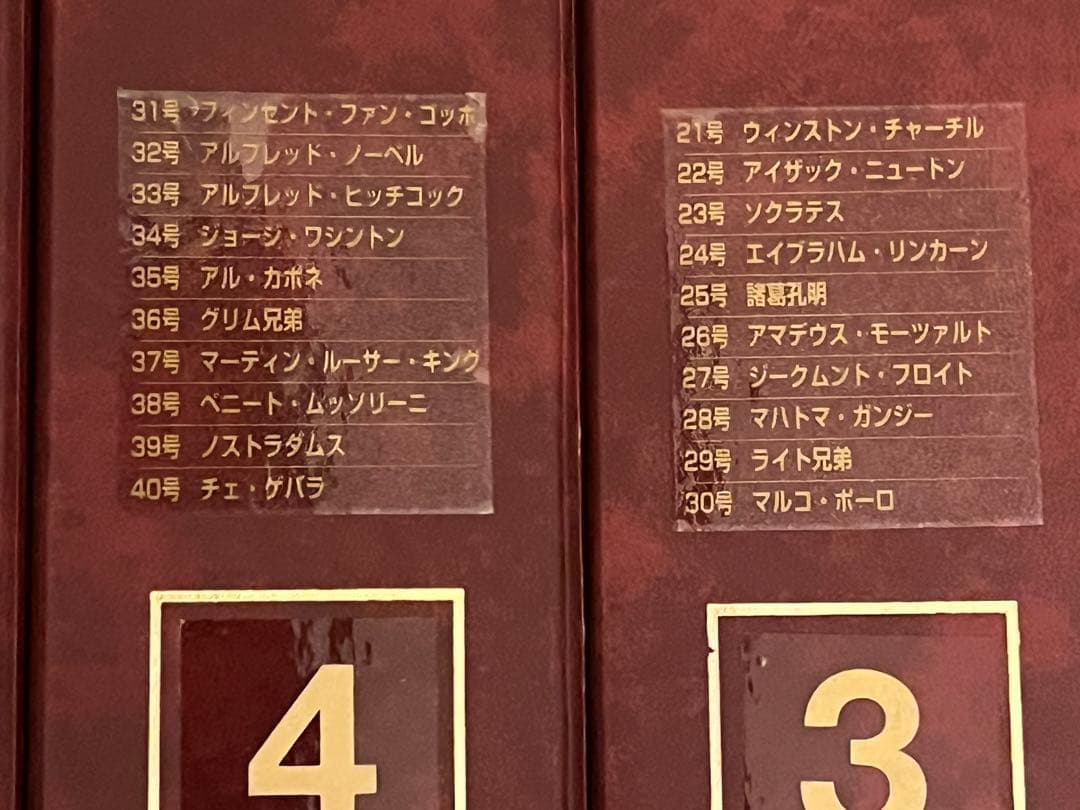 31号 フィンセント・ファン・ゴッホ
32号 アルフレッド・ノーベル
33号 アルフレッド・ヒッチコック
34号 ジョージ・ワシントン
35号 アル・カポネ
36号 グリム兄弟
37号 マーティン・ルーサー・キング
38号 ベニート・ムッソリーニ
39号 ノストラダムス
40号 チェ・ゲバラ
4
21号 ウィンストン・チャーチル
22号 アイザック・ニュートン
23号 ソクラテス
24号 エイブラハム・リンカーン
25号 諸葛孔明
26号 アマデウス・モーツァルト
27号 ジークムント・フロイト
28号 マハトマ・ガンジー
29号 ライト兄弟
30号 マルコ・ポーロ
3